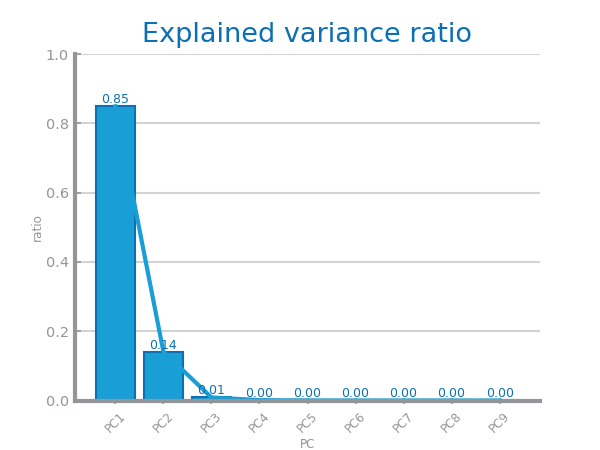 Explained variance ratio
1.0
0.8
0.6
0.4
0.2
0.0
ratio
0.85
0.14
0.01
0.00
0.00
0.00
0.00
0.00
0.00
PC1
PC2
PC3
PC4
PC5
PC6
PC7
PC8
PC9
PC